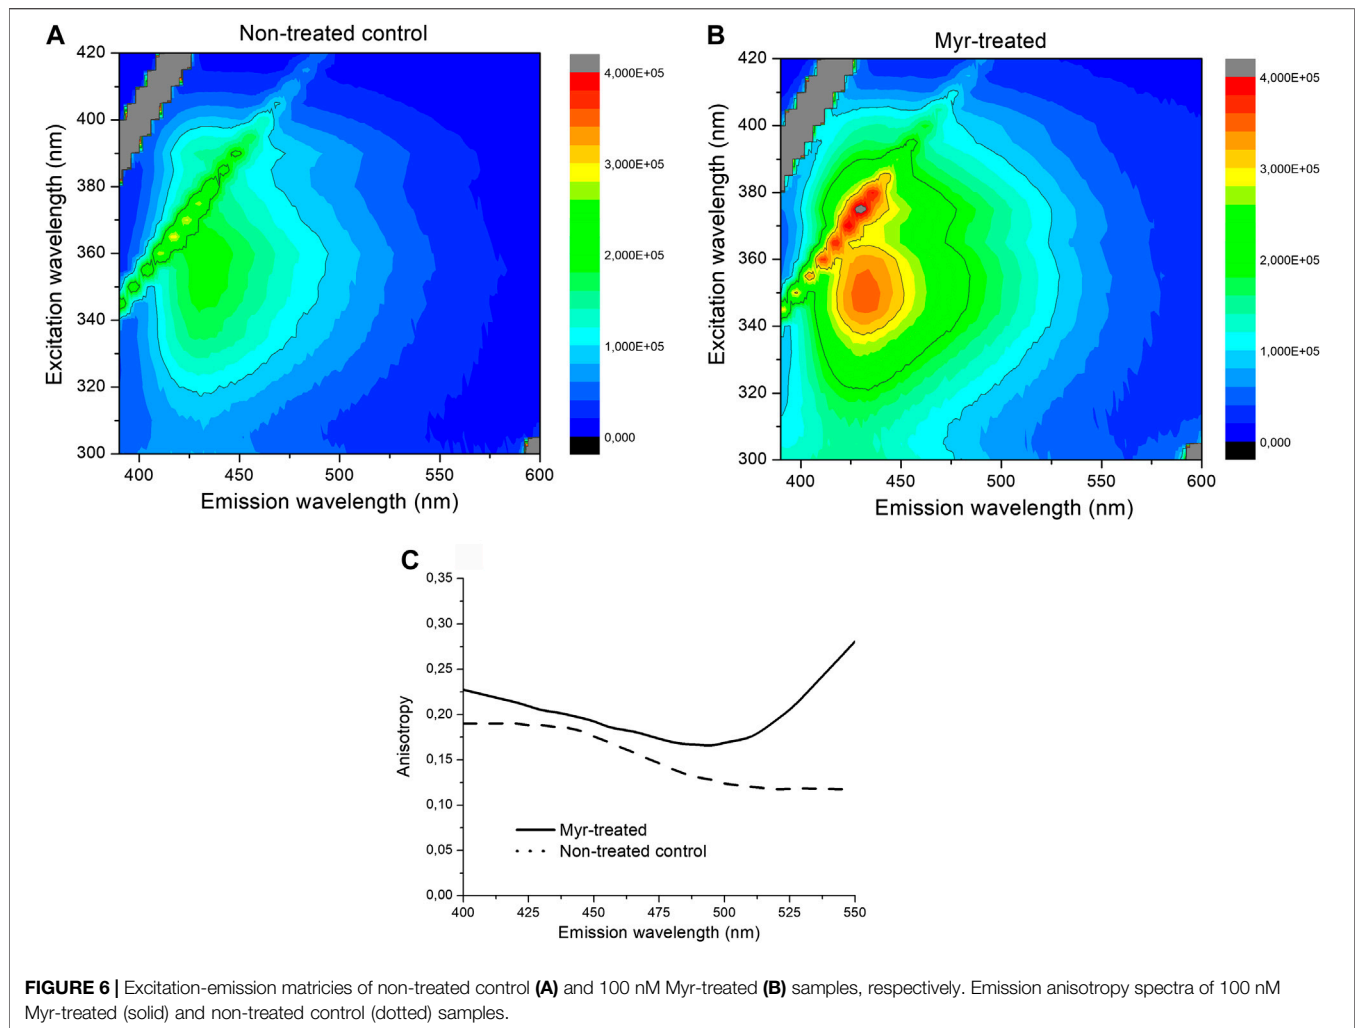 A
Non-treated control
420
400
380
360
340
320
300
Excitation wavelength (nm)
400 450 500 550 600
Emission wavelength (nm)
4,000E+05
3,000E+05
2,000E+05
1,000E+05
0,000
B
Myr-treated
420
400
380
360
340
320
300
Excitation wavelength (nm)
400 450 500 550 600
Emission wavelength (nm)
4,000E+05
3,000E+05
2,000E+05
1,000E+05
0,000
C
0,35
0,30
0,25
0,20
0,15
0,10
0,05
0,00
Anisotropy
Myr-treated
Non-treated control
400 425 450 475 500 525 550
Emission wavelength (nm)
FIGURE 6 | Excitation-emission matricies of non-treated control (A) and 100 nM Myr-treated (B) samples, respectively. Emission anisotropy spectra of 100 nM
Myr-treated (solid) and non-treated control (dotted) samples.